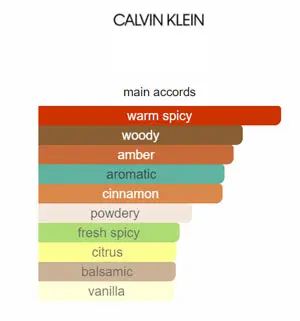 CALVIN KLEIN
main accords
warm spicy
woody
amber
aromatic
cinnamon
powdery
fresh spicy
citrus
balsamic
vanilla